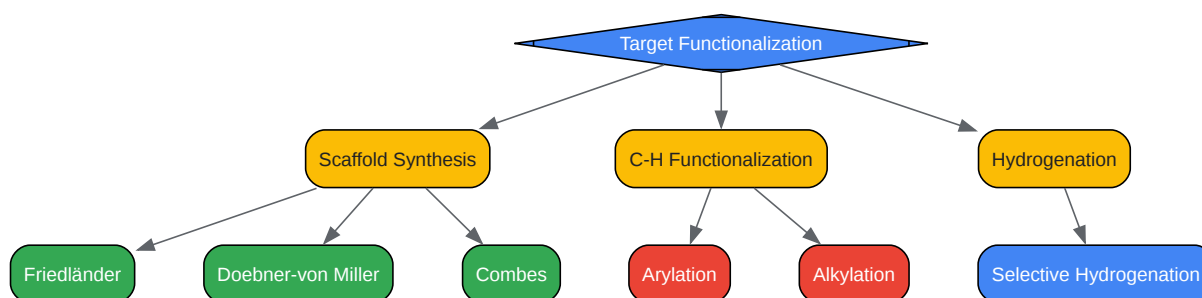 Target Functionalization
Scaffold Synthesis
C-H Functionalization
Hydrogenation
Friedländer
Doebner-von Miller
Combes
Arylation
Alkylation
Selective Hydrogenation